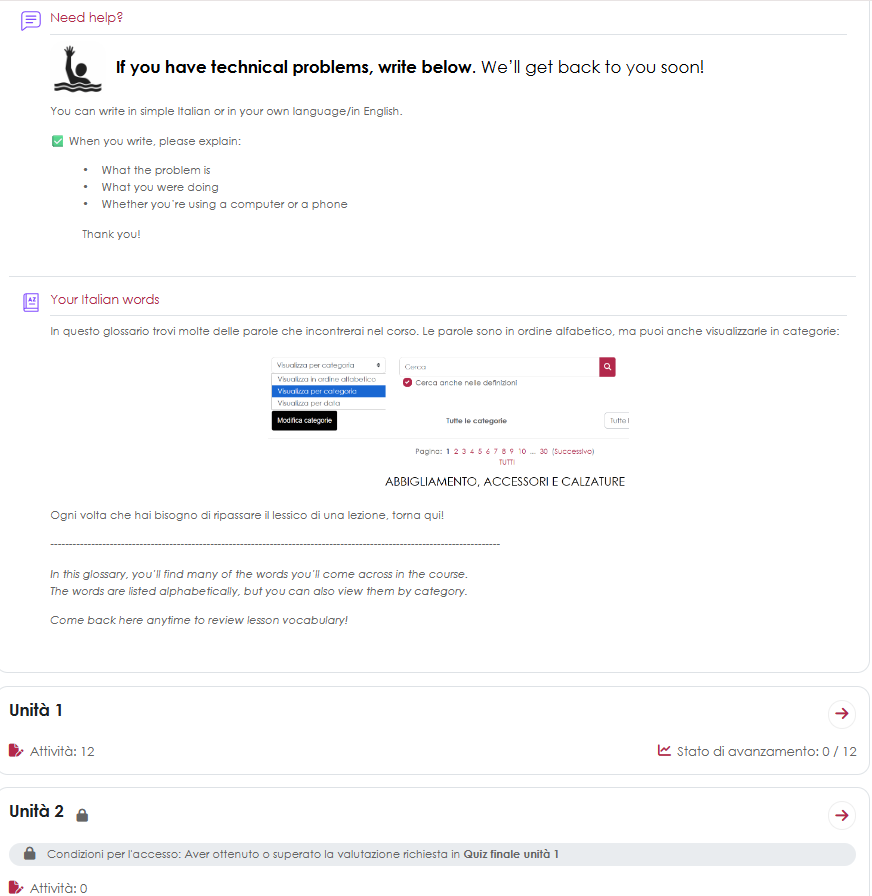 Need help?
If you have technical problems, write below. We'll get back to you soon!
You can write in simple Italian or in your own language/in English.
✅ When you write, please explain:
• What the problem is
• What you were doing
• Whether you're using a computer or a phone
Thank you!
Your Italian words
In questo glossario trovi molte delle parole che incontrerai nel corso. Le parole sono in ordine alfabetico, ma puoi anche visualizzarle in categorie:
Visualizza per categoria
Cerca
Visualizza in ordine alfabetico
Cerca anche nelle definizioni
Visualizza per categoria
Visualizza per data
Modifica categorie
Tutte le categorie
Tutte l
Pagina: 1 2 3 4 5 6 7 8 9 10 ... 30 (Successivo)
TUTTI
ABBIGLIAMENTO, ACCESSORI E CALZATURE
Ogni volta che hai bisogno di ripassare il lessico di una lezione, torna qui!
In this glossary, you'll find many of the words you'll come across in the course.
The words are listed alphabetically, but you can also view them by category.
Come back here anytime to review lesson vocabulary!
Unità 1
Attività: 12
Stato di avanzamento: 0 / 12
Unità 2
Condizioni per l'accesso: Aver ottenuto o superato la valutazione richiesta in Quiz finale unità 1
Attività: 0